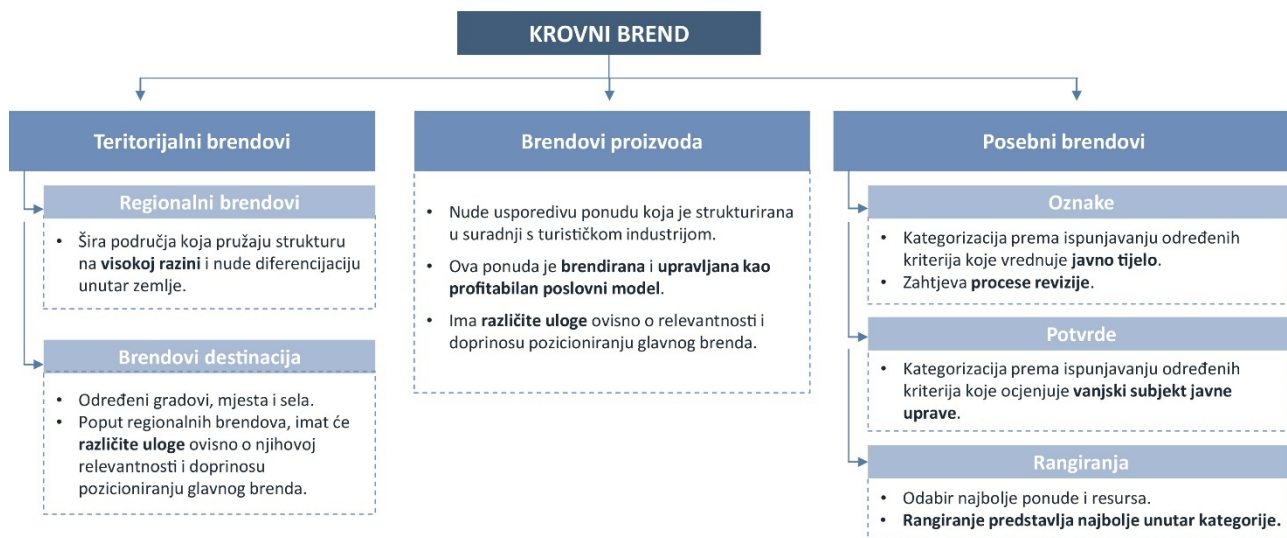 KROVNI BREND
Teritorijalni brendovi
Regionalni brendovi
• Šira područja koja pružaju strukturu
na visokoj razini i nude diferencijaciju
unutar zemlje.
Brendovi destinacija
• Određeni gradovi, mjesta i sela.
• Poput regionalnih brendova, imat će
različite uloge ovisno o njihovoj
relevantnosti i doprinosu
pozicioniranju glavnog brenda.
Brendovi proizvoda
• Nude usporedivu ponudu koja je strukturirana
u suradnji s turističkom industrijom.
• Ova ponuda je brendirana i upravljana kao
profitabilan poslovni model.
• Ima različite uloge ovisno o relevantnosti i
doprinosu pozicioniranju glavnog brenda.
Posebni brendovi
Oznake
• Kategorizacija prema ispunjavanju određenih
kriterija koje vrednuje javno tijelo.
• Zahtjeva procese revizije.
Potvrde
• Kategorizacija prema ispunjavanju određenih
kriterija koje ocjenjuje vanjski subjekt javne
uprave.
Rangiranja
• Odabir najbolje ponude i resursa.
• Rangiranje predstavlja najbolje unutar kategorije.